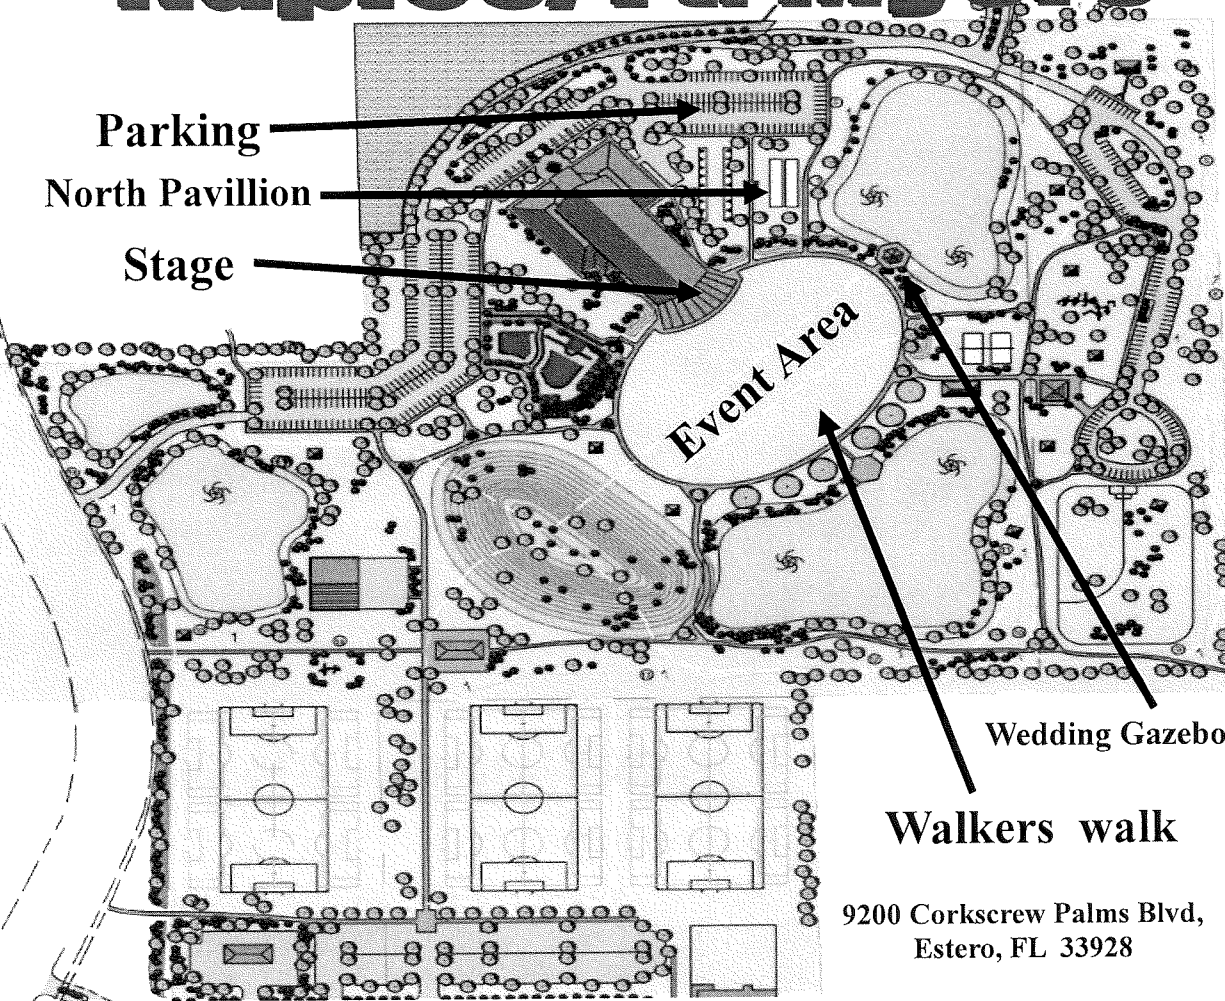 Parking
North Pavillion
Stage
Event Area
Wedding Gazebo
Walkers walk
9200 Corkscrew Palms Blvd,
Estero, FL 33928